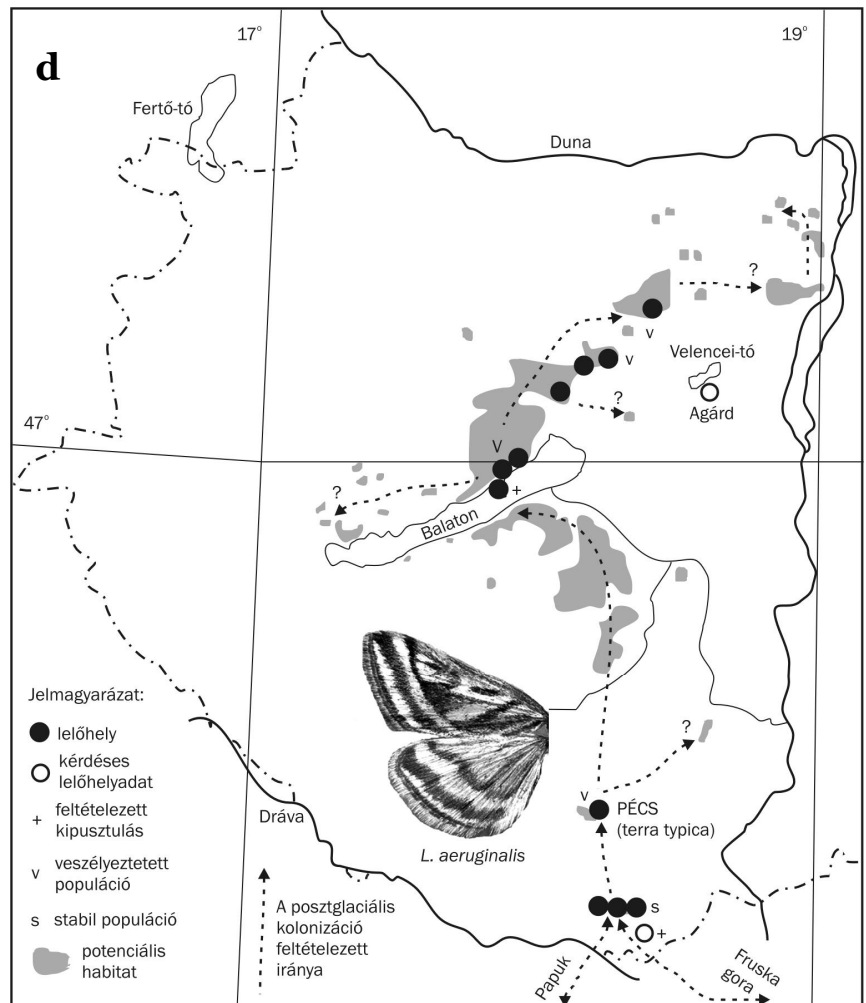 d
17°
19°
Fertő-tó
Duna
?
v
v
Velencei-tó
?
Agárd
47°
V
?
+
Balaton
?
Jelmagyarázat:
lelőhely
kérdéses
lelőhelyadat
+ feltételezett
kipusztulás
v veszélyeztetett
populáció
s stabil populáció
potenciális
habitat
Dráva
v
PÉCS
(terra typica)
L. aeruginalis
A posztglaciális
kolonizáció
feltételezett
iránya
s
+
Papuk
Fruska
gora